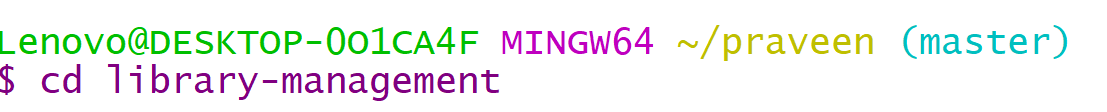 Lenovo@DESKTOP-0O1CA4F MINGW64 ~/praveen (master)
$ cd library-management